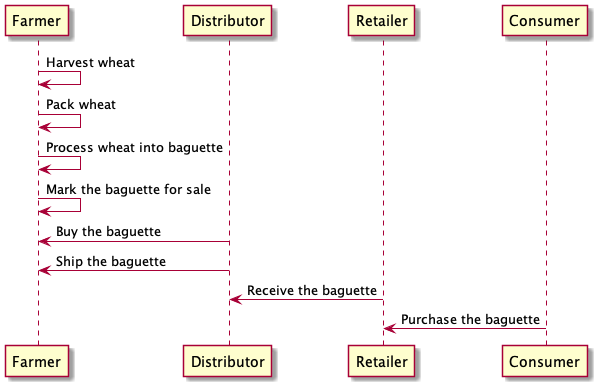 Farmer Distributor Retailer Consumer
Harvest wheat
Pack wheat
Process wheat into baguette
Mark the baguette for sale
Buy the baguette
Ship the baguette
Receive the baguette
Purchase the baguette
Farmer Distributor Retailer Consumer